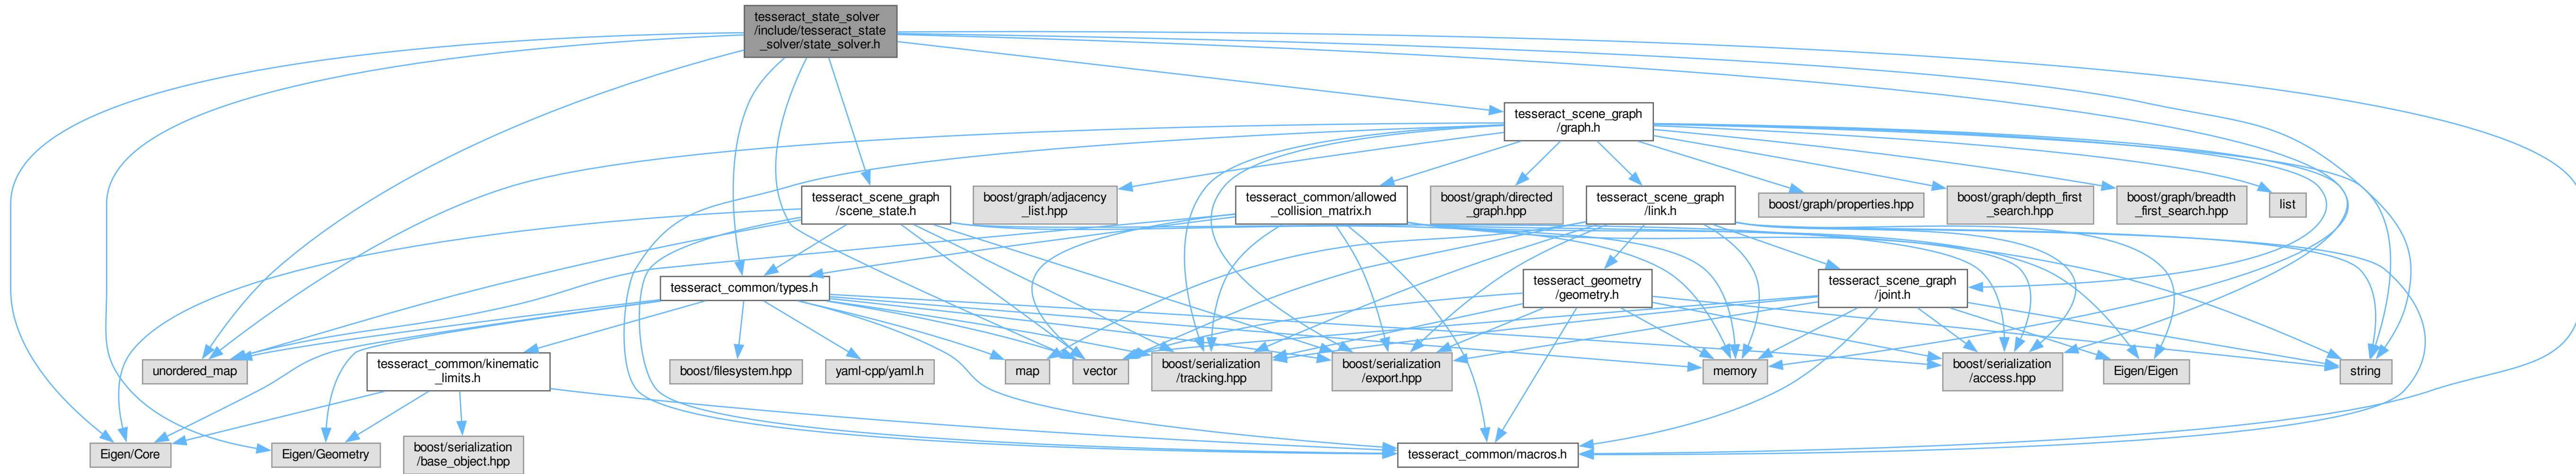 tesseract_state_solver
/include/tesseract_state
_solver/state_solver.h
tesseract_scene_graph
/graph.h
tesseract_scene_graph
/scene_state.h
boost/graph/adjacency
_list.hpp
tesseract_common/allowed
_collision_matrix.h
boost/graph/directed
_graph.hpp
tesseract_scene_graph
/link.h
boost/graph/properties.hpp
boost/graph/depth_first
_search.hpp
boost/graph/breadth
_first_search.hpp
list
tesseract_common/types.h
tesseract_geometry
/geometry.h
tesseract_scene_graph
/joint.h
unordered_map
tesseract_common/kinematic
_limits.h
boost/filesystem.hpp
yaml-cpp/yaml.h
map
vector
boost/serialization
/tracking.hpp
boost/serialization
/export.hpp
memory
boost/serialization
/access.hpp
Eigen/Eigen
string
Eigen/Core
Eigen/Geometry
boost/serialization
/base_object.hpp
tesseract_common/macros.h